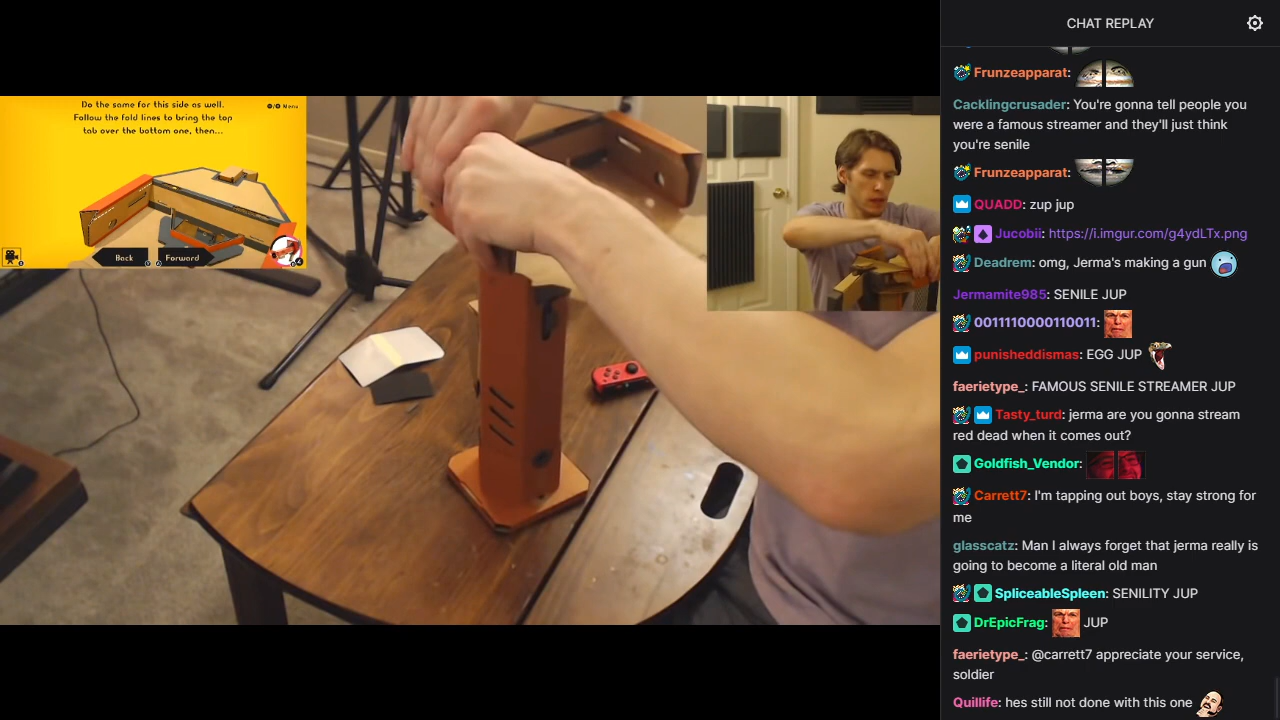 CHAT REPLAY
Do the same for this side as well.
Follow the fold lines to bring the top
tab over the bottom one, then...
Menu
Back
Forward
Frunzeapparat:
Cacklingcrusader: You're gonna tell people you
were a famous streamer and they'll just think
you're senile
Frunzeapparat:
QUADD: zup jup
Jucobii: https://i.imgur.com/g4ydLTx.png
Deadrem: omg, Jerma's making a gun
Jermamite985: SENILE JUP
0011110000110011:
punisheddismas: EGG JUP
faerietype_: FAMOUS SENILE STREAMER JUP
Tasty_turd: jerma are you gonna stream
red dead when it comes out?
Goldfish_Vendor:
Carrett7: I'm tapping out boys, stay strong for
me
glasscatz: Man I always forget that jerma really is
going to become a literal old man
SpliceableSpleen: SENILITY JUP
DrEpicFrag: JUP
faerietype_: @carrett7 appreciate your service,
soldier
Quillife: hes still not done with this one